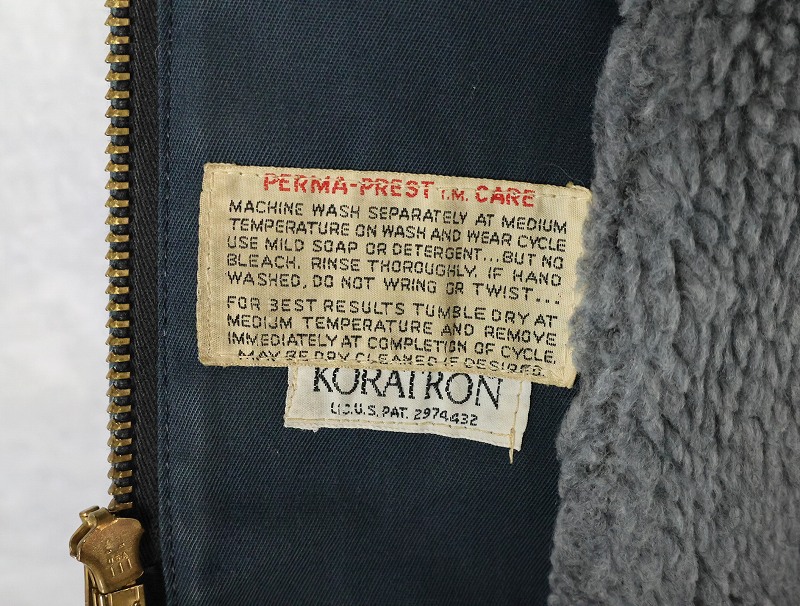 PERMA-PREST T.M. CARE
MACHINE WASH SEPARATELY AT MEDIUM
TEMPERATURE ON WASH AND WEAR CYCLE
USE MILD SOAP OR DETERGENT...BUT NO
BLEACH. RINSE THOROUGHLY. IF HAND
WASHED, DO NOT WRING OR TWIST...
FOR BEST RESULTS TUMBLE DRY AT
MEDIUM TEMPERATURE AND REMOVE
IMMEDIATELY AT COMPLETION OF CYCLE.
MAY BE DRY CLEANED IF DESIRED.
KORATRON
LIC. U.S. PAT. 2974432